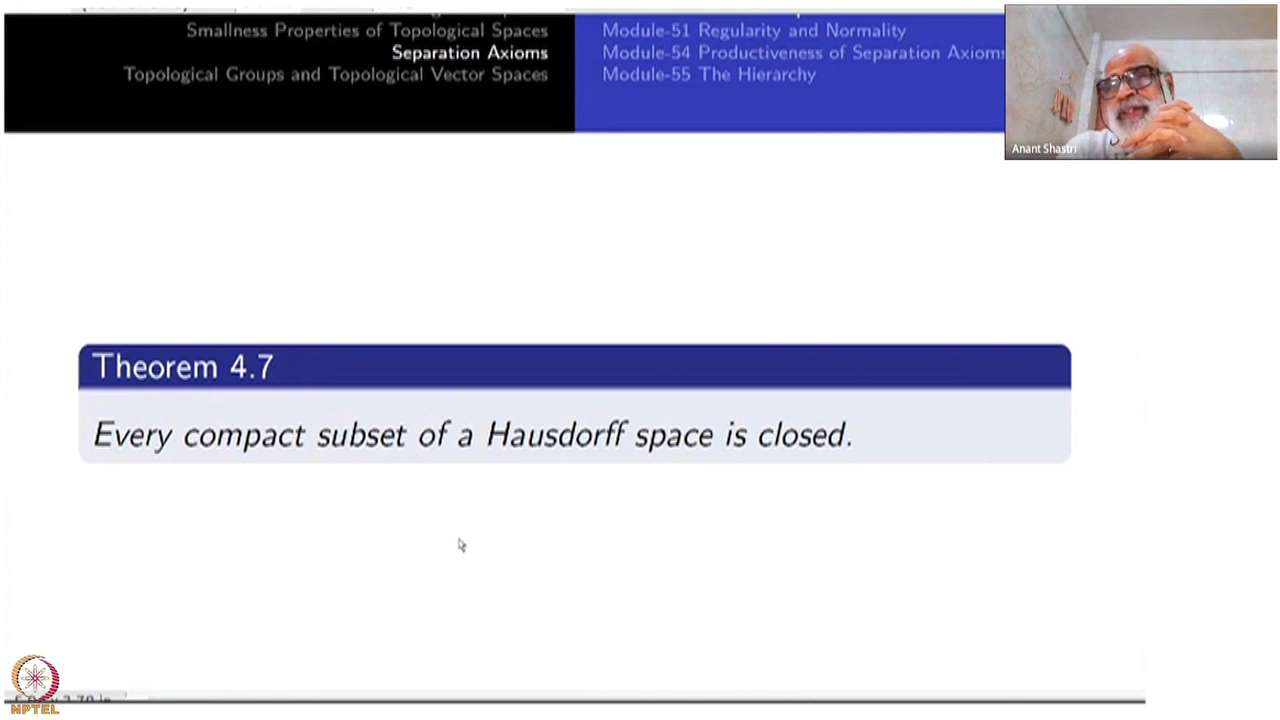 Smallness Properties of Topological Spaces
Separation Axioms
Topological Groups and Topological Vector Spaces
Module-51 Regularity and Normality
Module-54 Productiveness of Separation Axioms
Module-55 The Hierarchy
Anant Shastri
Theorem 4.7
Every compact subset of a Hausdorff space is closed.
NPTEL